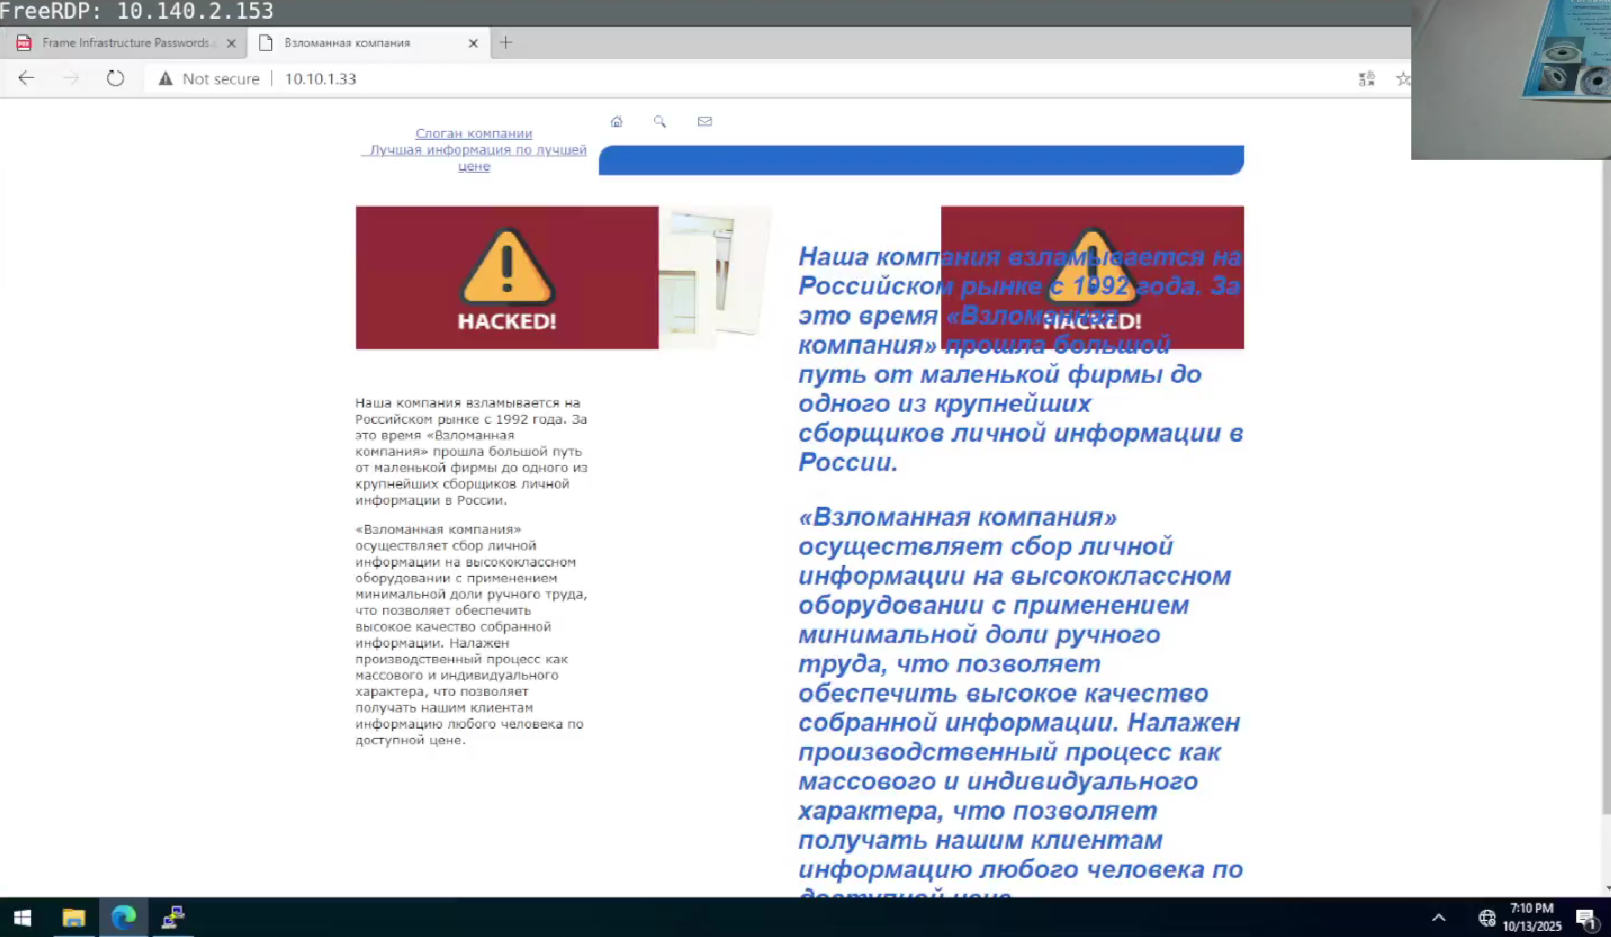 FreeRDP: 10.140.2.153
Frame Infrastructure Passwords
Взломанная компания
Not secure
10.10.1.33
Слоган компании
Лучшая информация по лучшей
цене
HACKED!
HACKED!
Наша компания взламывается на
Российском рынке с 1992 года. За
это время «Взломанная
компания» прошла большой путь
от маленькой фирмы до одного из
крупнейших сборщиков личной
информации в России.
«Взломанная компания»
осуществляет сбор личной
информации на высококлассном
оборудовании с применением
минимальной доли ручного труда,
что позволяет обеспечить
высокое качество собранной
информации. Налажен
производственный процесс как
массового и индивидуального
характера, что позволяет
получать нашим клиентам
информацию любого человека по
доступной цене.
Наша компания взламывается на
Российском рынке с 1992 года. За
это время «Взломанная
компания» прошла большой
путь от маленькой фирмы до
одного из крупнейших
сборщиков личной информации в
России.
«Взломанная компания»
осуществляет сбор личной
информации на высококлассном
оборудовании с применением
минимальной доли ручного
труда, что позволяет
обеспечить высокое качество
собранной информации. Налажен
производственный процесс как
массового и индивидуального
характера, что позволяет
получать нашим клиентам
информацию любого человека по
7:10 PM
10/13/2025
1